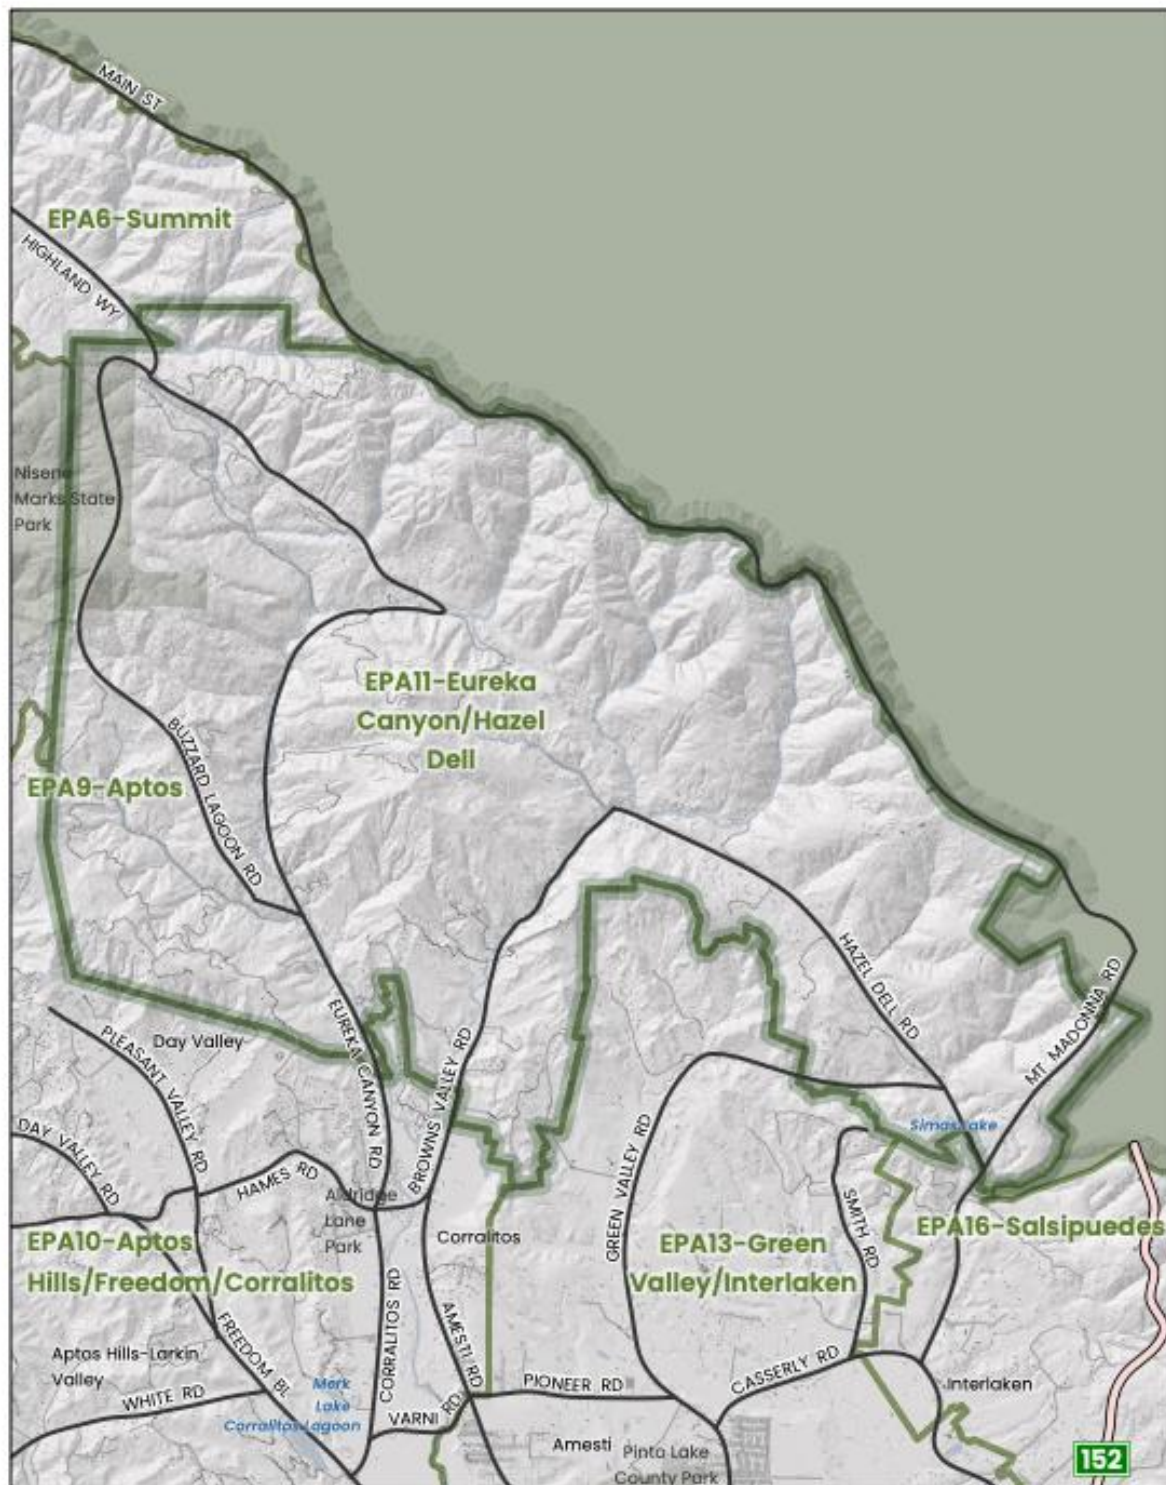 MAIN ST
EPA6-Summit
HIGHLAND WY
Nisene
Marks State
Park
EPA11-Eureka
Canyon/Hazel
Dell
BUZZARD LAGOON RD
EPA9-Aptos
HAZEL DELL RD
MT MADONNA RD
EUREKA CANYON RD
BROWNS VALLEY RD
PLEASANT VALLEY RD
Day Valley
DAY VALLEY RD
Simas Lake
GREEN VALLEY RD
HAMES RD
Aldridge
Lane
Park
SMITH RD
Corralitos
EPA10-Aptos
Hills/Freedom/Corralitos
EPA13-Green
Valley/Interlaken
EPA16-Salsipuedes
CORRALITOS RD
AMESTI RD
FREEDOM BL
Aptos Hills-Larkin
Valley
WHITE RD
Merk
Lake
Corralitos Lagoon
VARNI RD
PIONEER RD
CASSERLY RD
Interlaken
Amesti
Pinto Lake
County Park
152